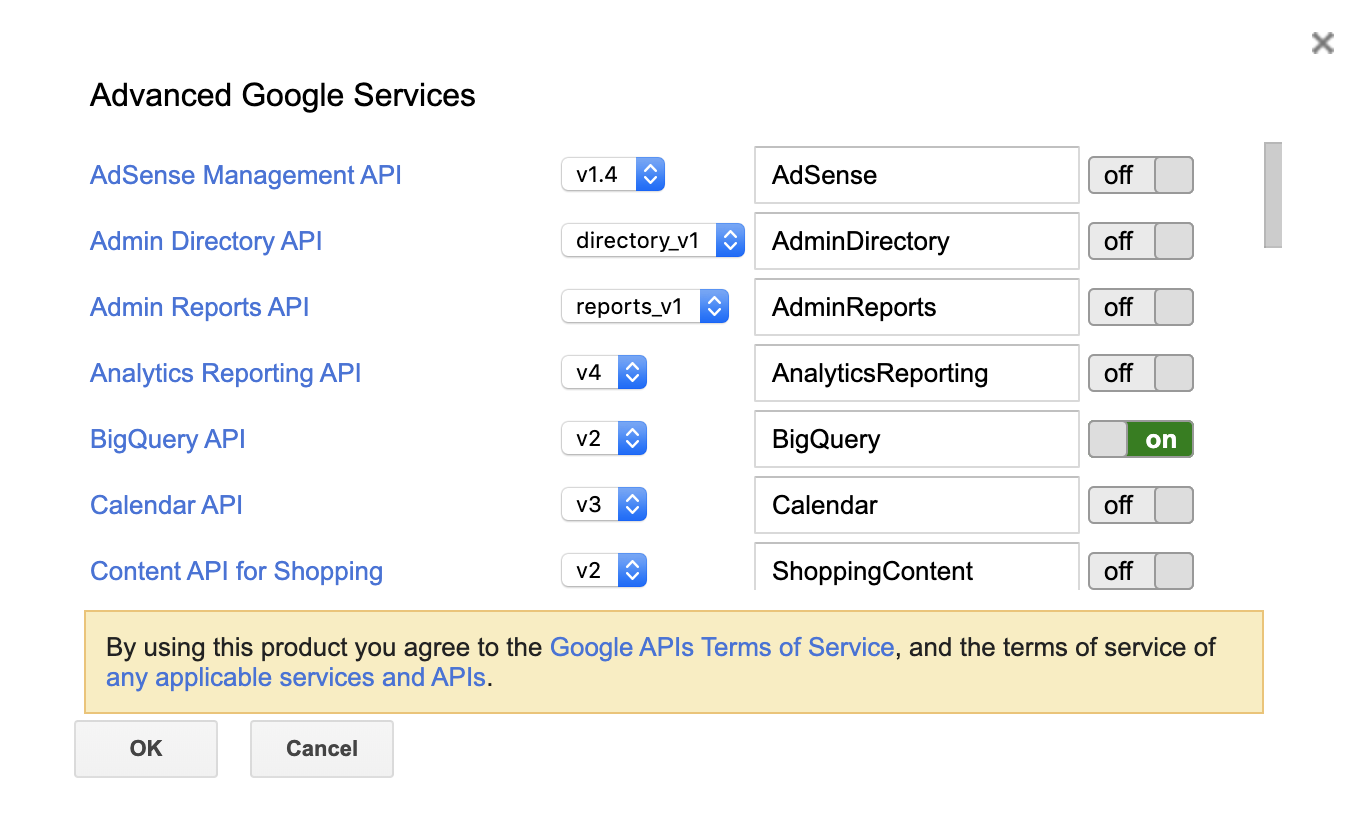 Advanced Google Services
AdSense Management API v1.4 AdSense off
Admin Directory API directory_v1 AdminDirectory off
Admin Reports API reports_v1 AdminReports off
Analytics Reporting API v4 AnalyticsReporting off
BigQuery API v2 BigQuery on
Calendar API v3 Calendar off
Content API for Shopping v2 ShoppingContent off
By using this product you agree to the Google APIs Terms of Service, and the terms of service of
any applicable services and APIs.
OK Cancel